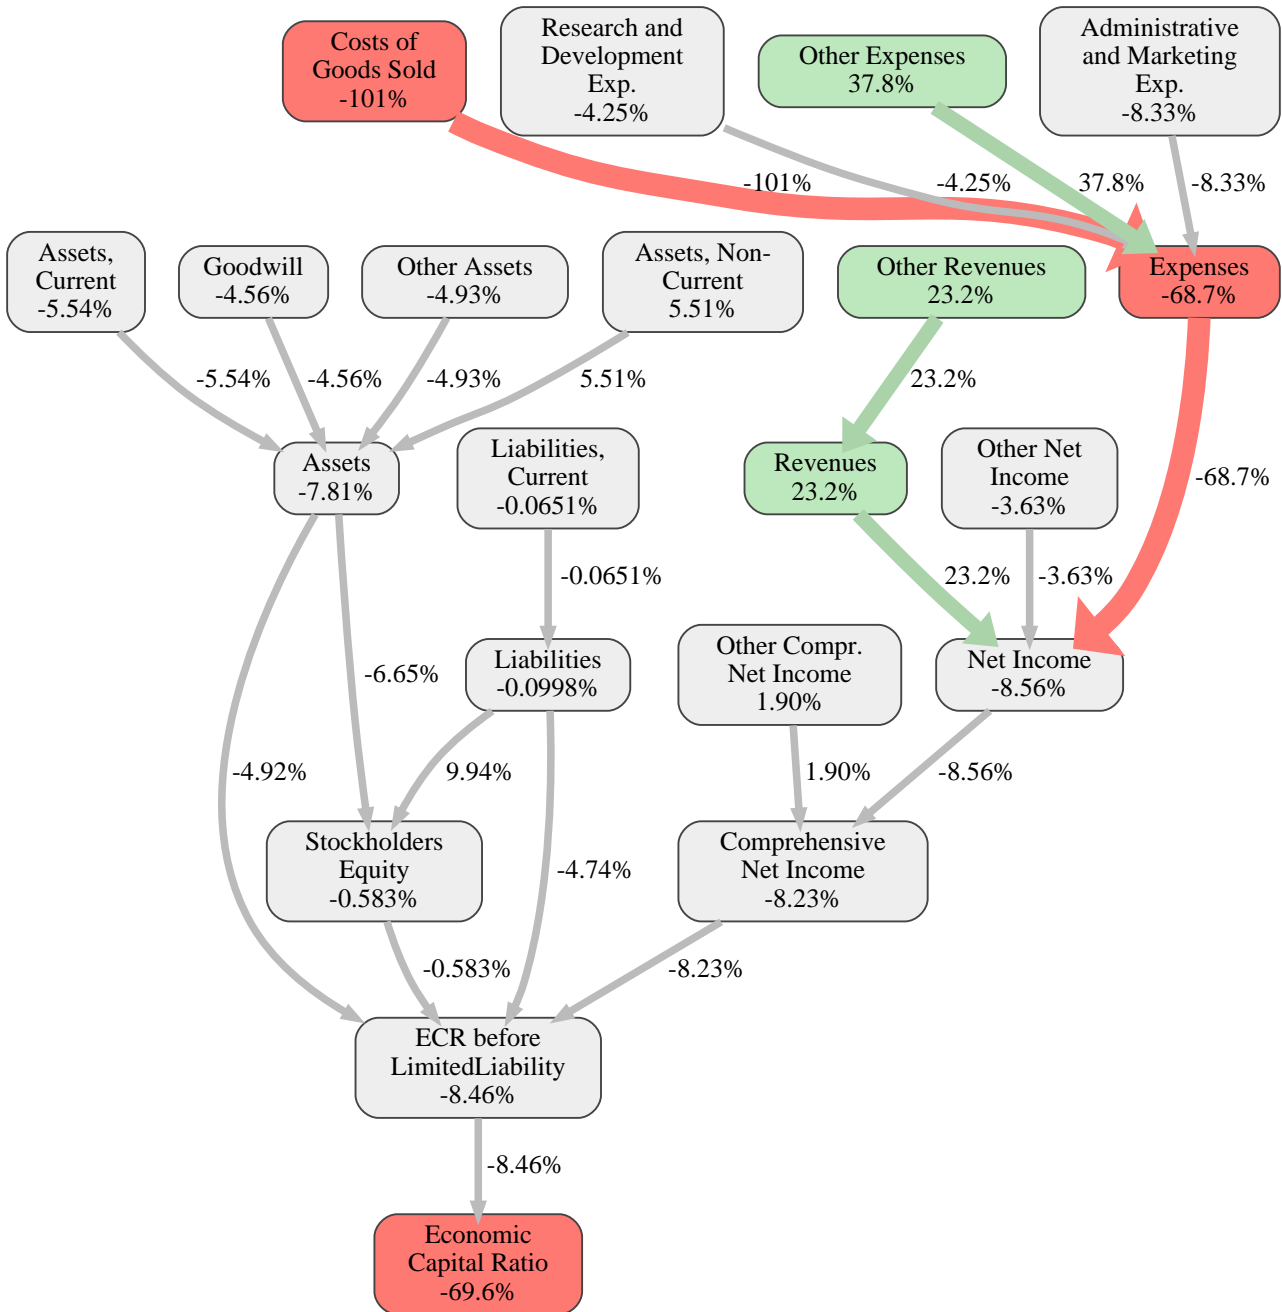 Costs of
Goods Sold
-101%
Research and
Development
Exp.
-4.25%
Other Expenses
37.8%
Administrative
and Marketing
Exp.
-8.33%
-101%
-4.25%
37.8%
-8.33%
Assets,
Current
-5.54%
Goodwill
-4.56%
Other Assets
-4.93%
Assets, Non-
Current
5.51%
Other Revenues
23.2%
Expenses
-68.7%
-5.54%
-4.56%
-4.93%
5.51%
23.2%
Assets
-7.81%
Liabilities,
Current
-0.0651%
Revenues
23.2%
Other Net
Income
-3.63%
-68.7%
-0.0651%
23.2%
-3.63%
Liabilities
-0.0998%
Other Compr.
Net Income
1.90%
Net Income
-8.56%
-6.65%
-4.92%
9.94%
1.90%
-8.56%
Stockholders
Equity
-0.583%
-4.74%
Comprehensive
Net Income
-8.23%
-0.583%
-8.23%
ECR before
LimitedLiability
-8.46%
-8.46%
Economic
Capital Ratio
-69.6%